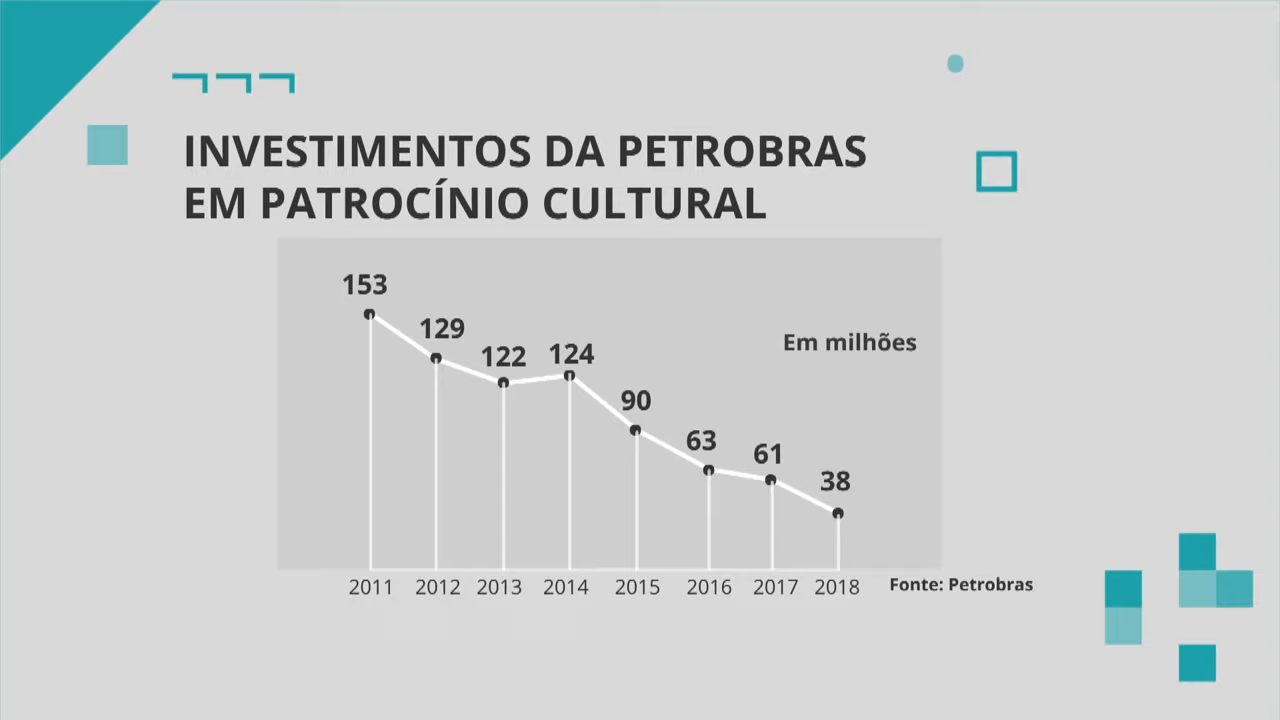 INVESTIMENTOS DA PETROBRAS
EM PATROCÍNIO CULTURAL
153
129
122
124
90
63
61
38
Em milhões
2011 2012 2013 2014 2015 2016 2017 2018
Fonte: Petrobras